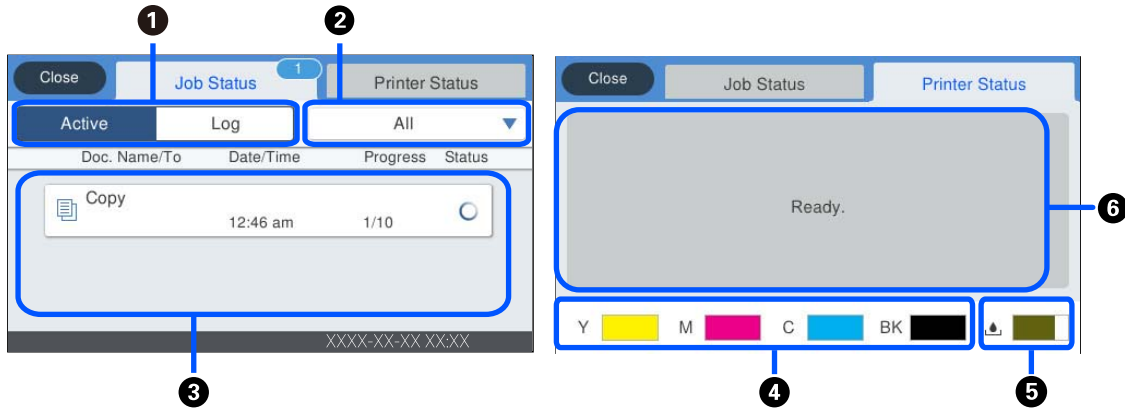 1 2
Close Job Status 1 Printer Status
Active Log All
Doc. Name/To Date/Time Progress Status
Copy
12:46 am 1/10
XXXX-XX-XX XX:XX
3
Close Job Status Printer Status
Ready.
6
Y M C BK
4 5